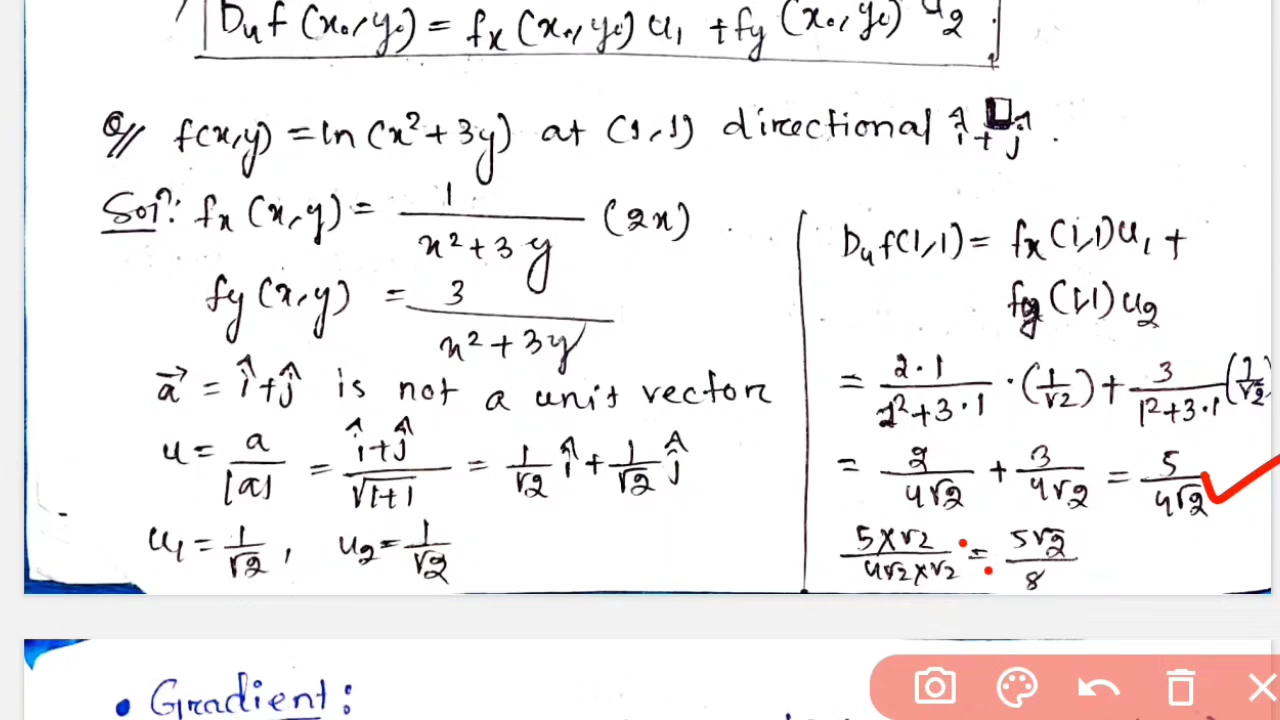 Duf (x₀, y₀) = fx (x₀, y₀) u₁ + fy (x₀, y₀) u₂
Q// f(x,y) = ln (x² + 3y) at (1,1) directional î + ĵ .
Solⁿ: fx (x, y) = 1 / (x² + 3y) (2x)
fy (x, y) = 3 / (x² + 3y)
a⃗ = î + ĵ is not a unit vector
u = a / |a| = (î + ĵ) / √(1+1) = 1/√2 î + 1/√2 ĵ
u₁ = 1/√2 , u₂ = 1/√2
Duf(1,1) = fx (1,1) u₁ +
fy (1,1) u₂
= 2·1 / (1² + 3·1) · (1/√2) + 3 / (1² + 3·1) (1/√2)
= 2 / 4√2 + 3 / 4√2 = 5 / 4√2
5×√2 / 4√2×√2 = 5√2 / 8
• Gradient :